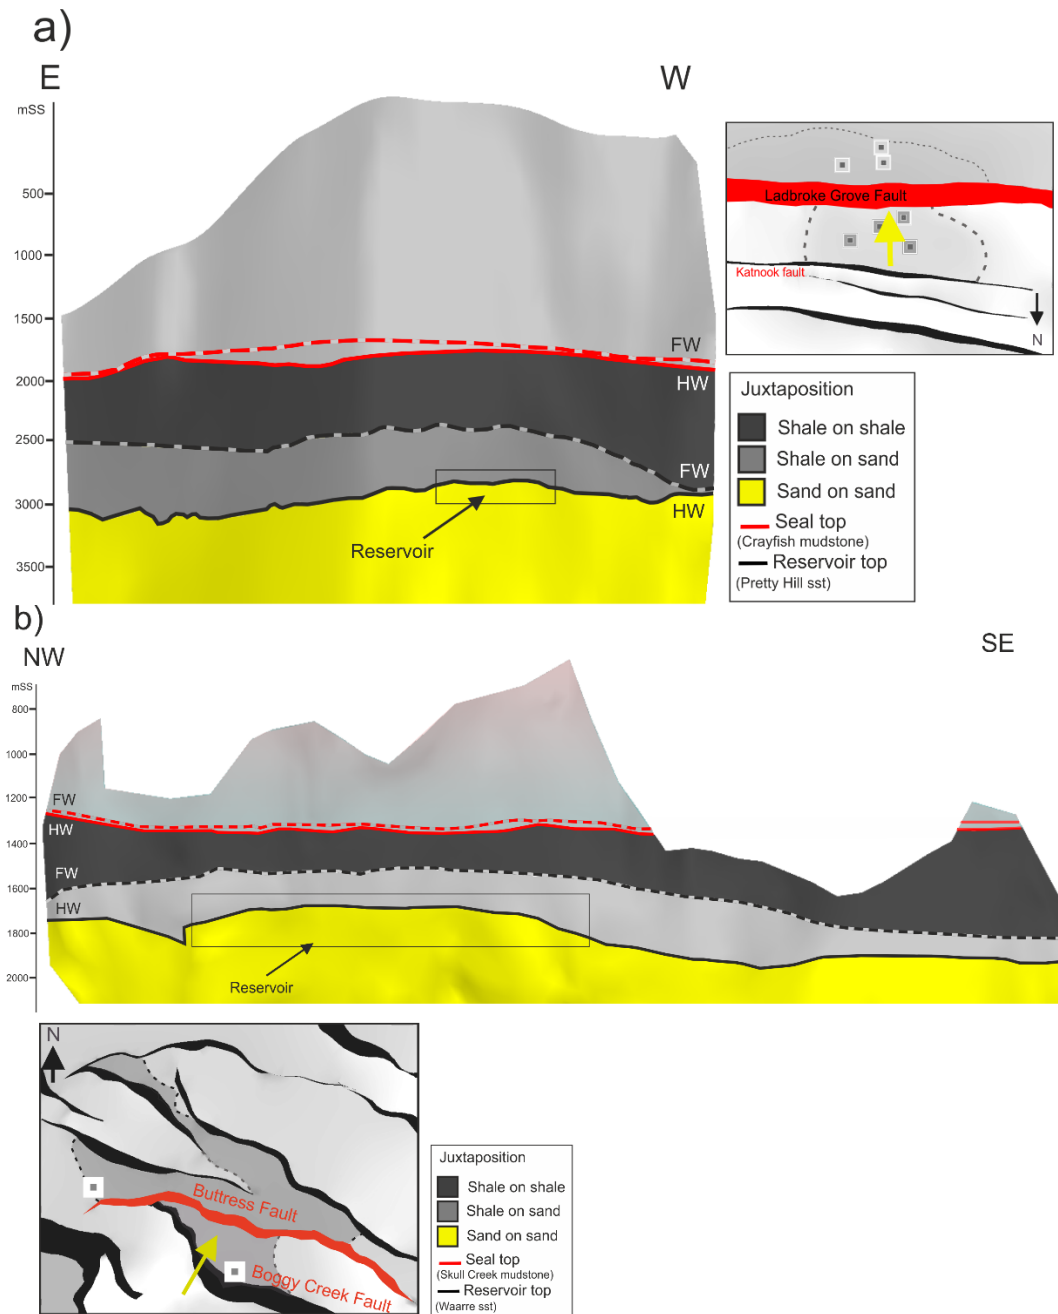 a)
E
W
mSS
500
1000
1500
2000
2500
3000
3500
FW
HW
FW
HW
Reservoir
Ladbroke Grove Fault
Katnook fault
N
Juxtaposition
Shale on shale
Shale on sand
Sand on sand
Seal top
(Crayfish mudstone)
Reservoir top
(Pretty Hill sst)
b)
NW
SE
mSS
800
1000
1200
1400
1600
1800
2000
FW
HW
FW
HW
Reservoir
N
Buttress Fault
Boggy Creek Fault
Juxtaposition
Shale on shale
Shale on sand
Sand on sand
Seal top
(Skull Creek mudstone)
Reservoir top
(Waarre sst)